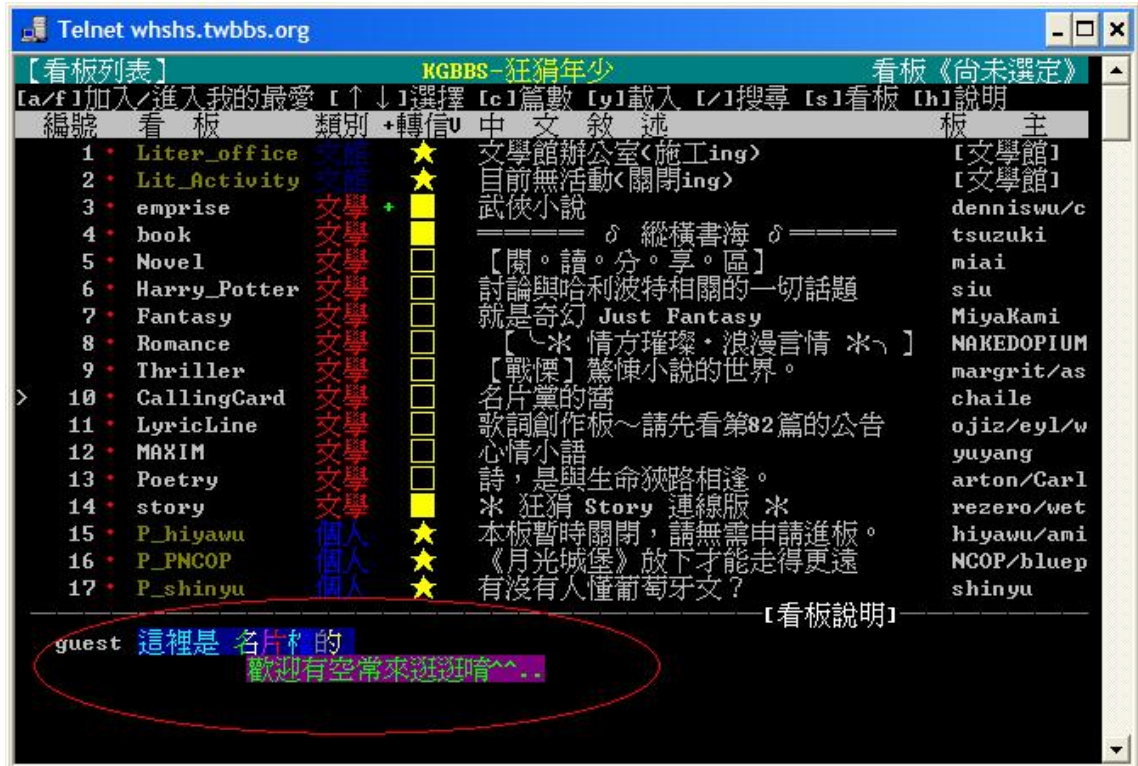 Telnet whshs.twbbs.org
【看板列表】 KGBBS-狂狷年少 看板《尚未選定》
[a/f]加入/進入我的最愛 [↑↓]選擇 [c]篇數 [y]載入 [/]搜尋 [s]看板 [h]說明
編號 看 板 類別 +轉信U 中 文 敘 述 板 主
1 Liter_office 文館 ★ 文學館辦公室<施工ing> [文學館]
2 Lit_Activity 文館 ★ 目前無活動<關閉ing> [文學館]
3 emprise 文學 + ■ 武俠小說 denniswu/c
4 book 文學 ■ ═════ δ 縱橫書海 δ ═════ tsuzuki
5 Novel 文學 □ 【閱。讀。分。享。區】 miai
6 Harry_Potter 文學 □ 討論與哈利波特相關的一切話題 siu
7 Fantasy 文學 □ 就是奇幻 Just Fantasy MiyaKami
8 Romance 文學 □ [ ╰※ 情方璀璨‧浪漫言情 ※╮ ] NAKEDOPIUM
9 Thriller 文學 □ [戰慄] 驚悚小說的世界。 margrit/as
> 10 CallingCard 文學 □ 名片黨的窩 chaile
11 LyricLine 文學 □ 歌詞創作板～請先看第82篇的公告 ojiz/eyl/w
12 MAXIM 文學 □ 心情小語 yuyang
13 Poetry 文學 □ 詩，是與生命狹路相逢。 arton/Carl
14 story 文學 ■ ※ 狂狷 Story 連線版 ※ rezero/wet
15 P_hiyawu 個人 ★ 本板暫時關閉，請無需申請進板。 hiyawu/ami
16 P_PNCOP 個人 ★ 《月光城堡》放下才能走得更遠 NCOP/bluep
17 P_shinyu 個人 ★ 有沒有人懂葡萄牙文？ shinyu
[看板說明]
guest 這裡是 名片 的
歡迎有空常來逛逛唷^^..